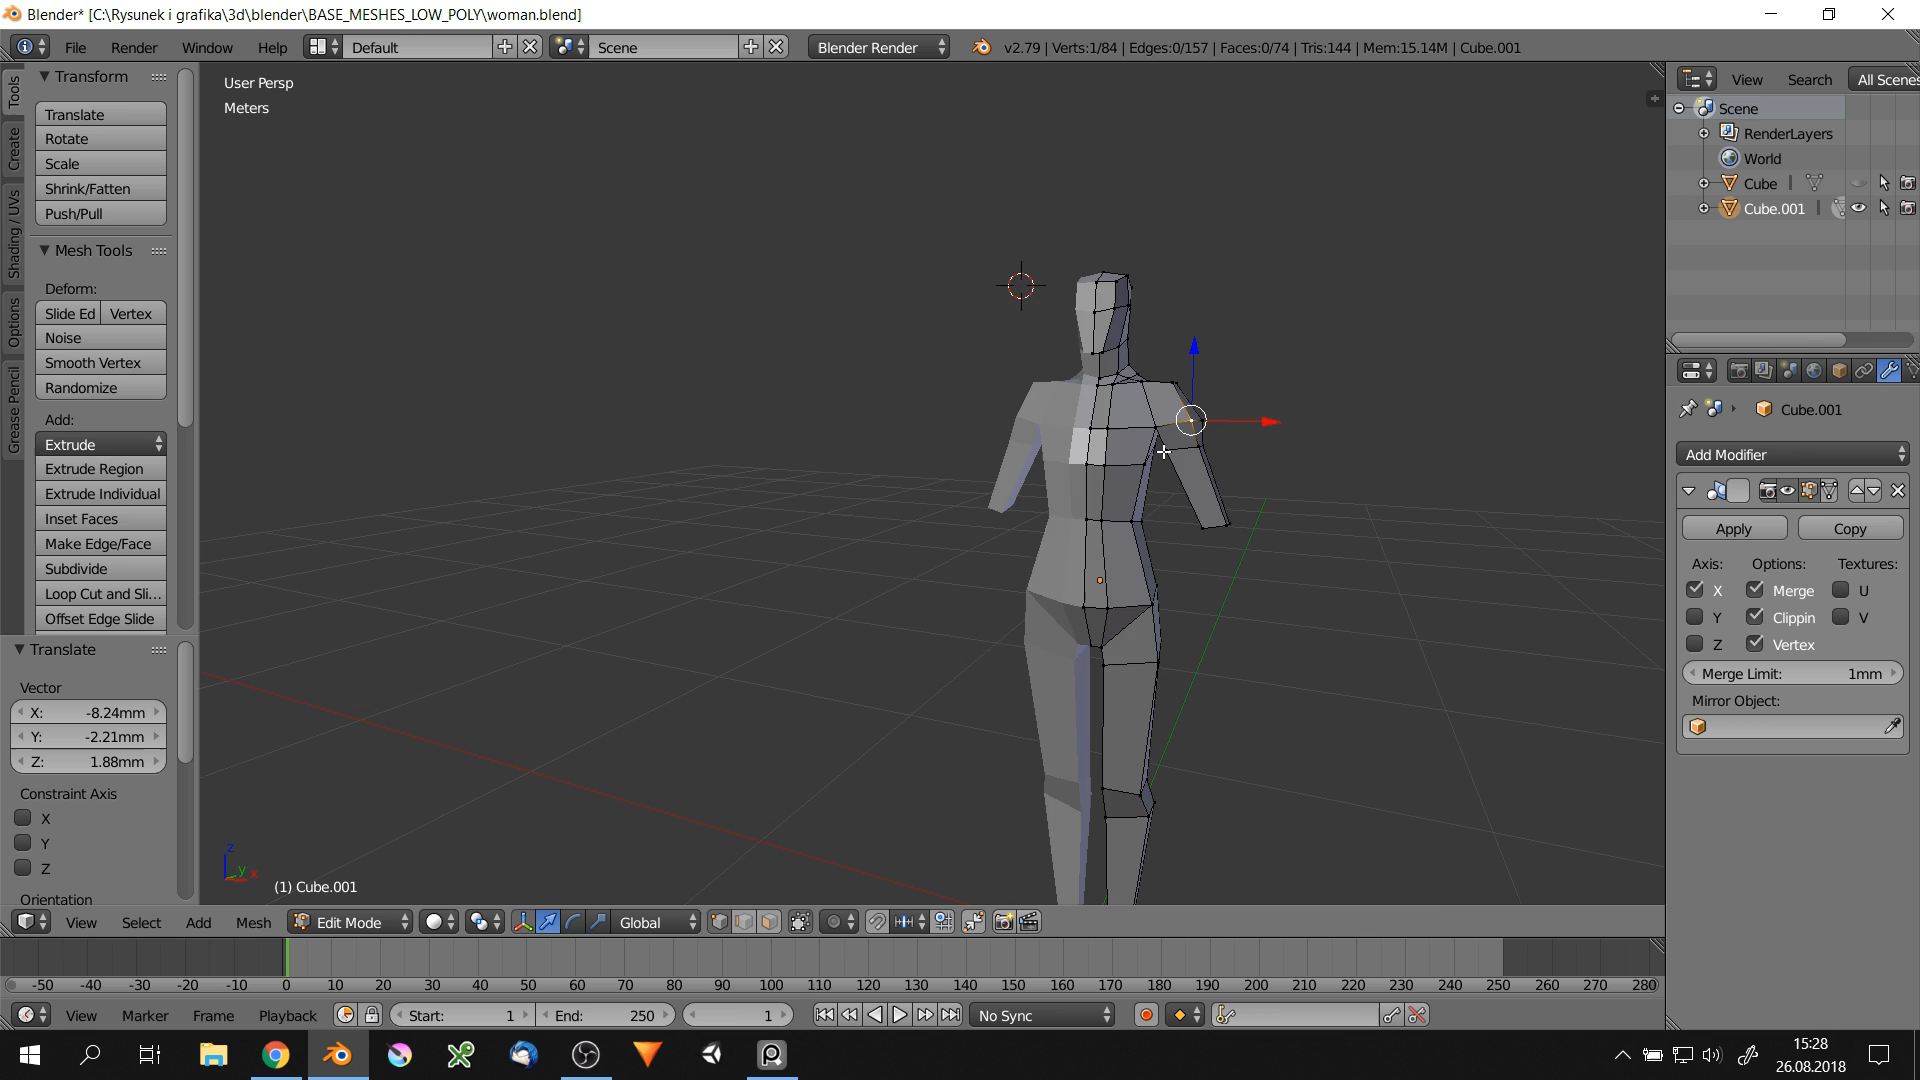 Blender* [C:\Rysunek i grafika\3d\blender\BASE_MESHES_LOW_POLY\woman.blend]
File Render Window Help Default Scene Blender Render v2.79 | Verts:1/84 | Edges:0/157 | Faces:0/74 | Tris:144 | Mem:15.14M | Cube.001
Tools
Create
Shading / UVs
Options
Grease Pencil
Transform
Translate
Rotate
Scale
Shrink/Fatten
Push/Pull
Mesh Tools
Deform:
Slide Ed Vertex
Noise
Smooth Vertex
Randomize
Add:
Extrude
Extrude Region
Extrude Individual
Inset Faces
Make Edge/Face
Subdivide
Loop Cut and Sli...
Offset Edge Slide
Translate
Vector
X: -8.24mm
Y: -2.21mm
Z: 1.88mm
Constraint Axis
X
Y
Z
Orientation
User Persp
Meters
z
y x
(1) Cube.001
View Search All Scenes
Scene
RenderLayers
World
Cube
Cube.001
Cube.001
Add Modifier
Apply Copy
Axis: Options: Textures:
X Merge U
Y Clippin V
Z Vertex
Merge Limit: 1mm
Mirror Object:
View Select Add Mesh Edit Mode Global
-50 -40 -30 -20 -10 0 10 20 30 40 50 60 70 80 90 100 110 120 130 140 150 160 170 180 190 200 210 220 230 240 250 260 270 280
View Marker Frame Playback Start: 1 End: 250 1 No Sync
15:28
26.08.2018